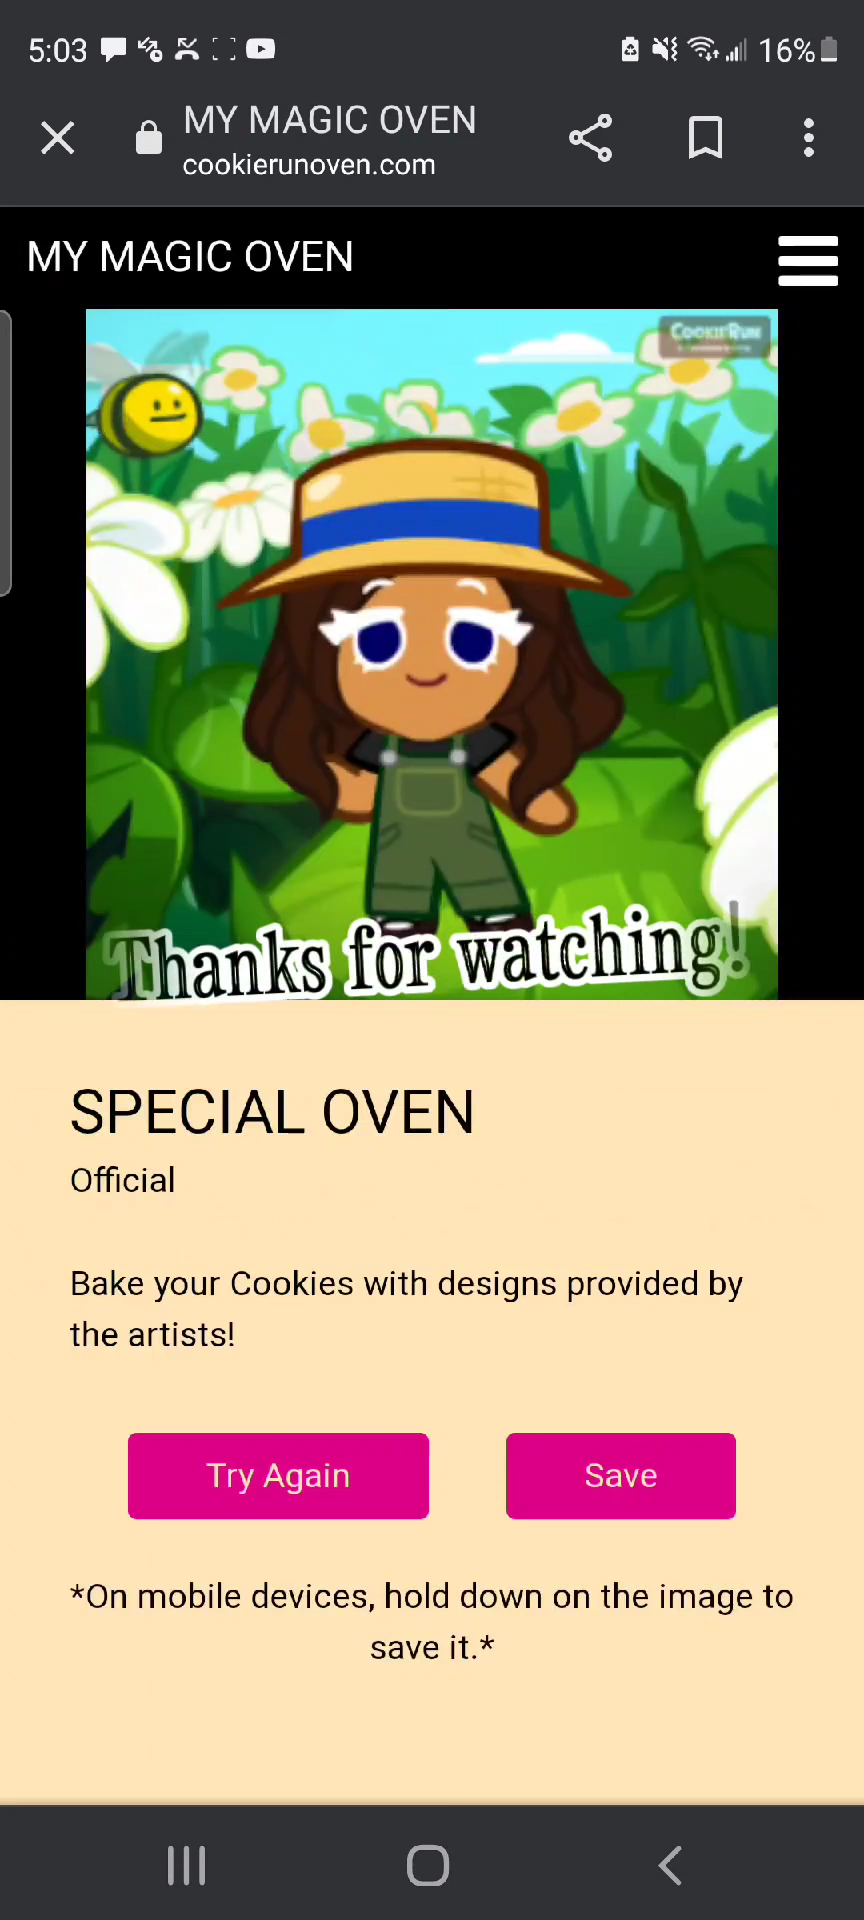 5:03
16%
MY MAGIC OVEN
cookierunoven.com
MY MAGIC OVEN
COOKIERUN
Thanks for watching!
SPECIAL OVEN
Official
Bake your Cookies with designs provided by
the artists!
Try Again
Save
*On mobile devices, hold down on the image to
save it.*